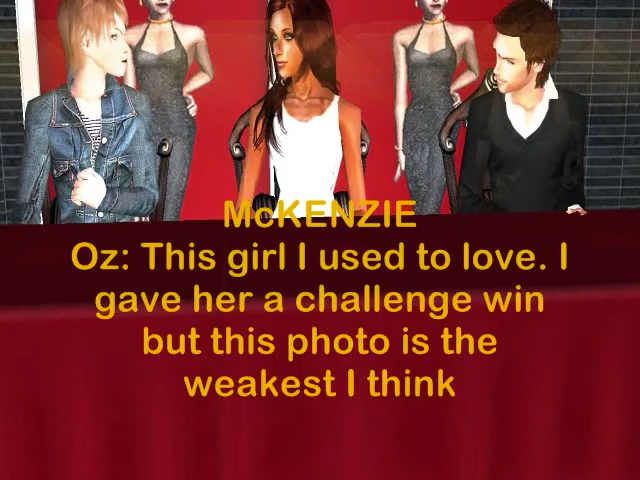 McKENZIE
Oz: This girl I used to love. I
gave her a challenge win
but this photo is the
weakest I think